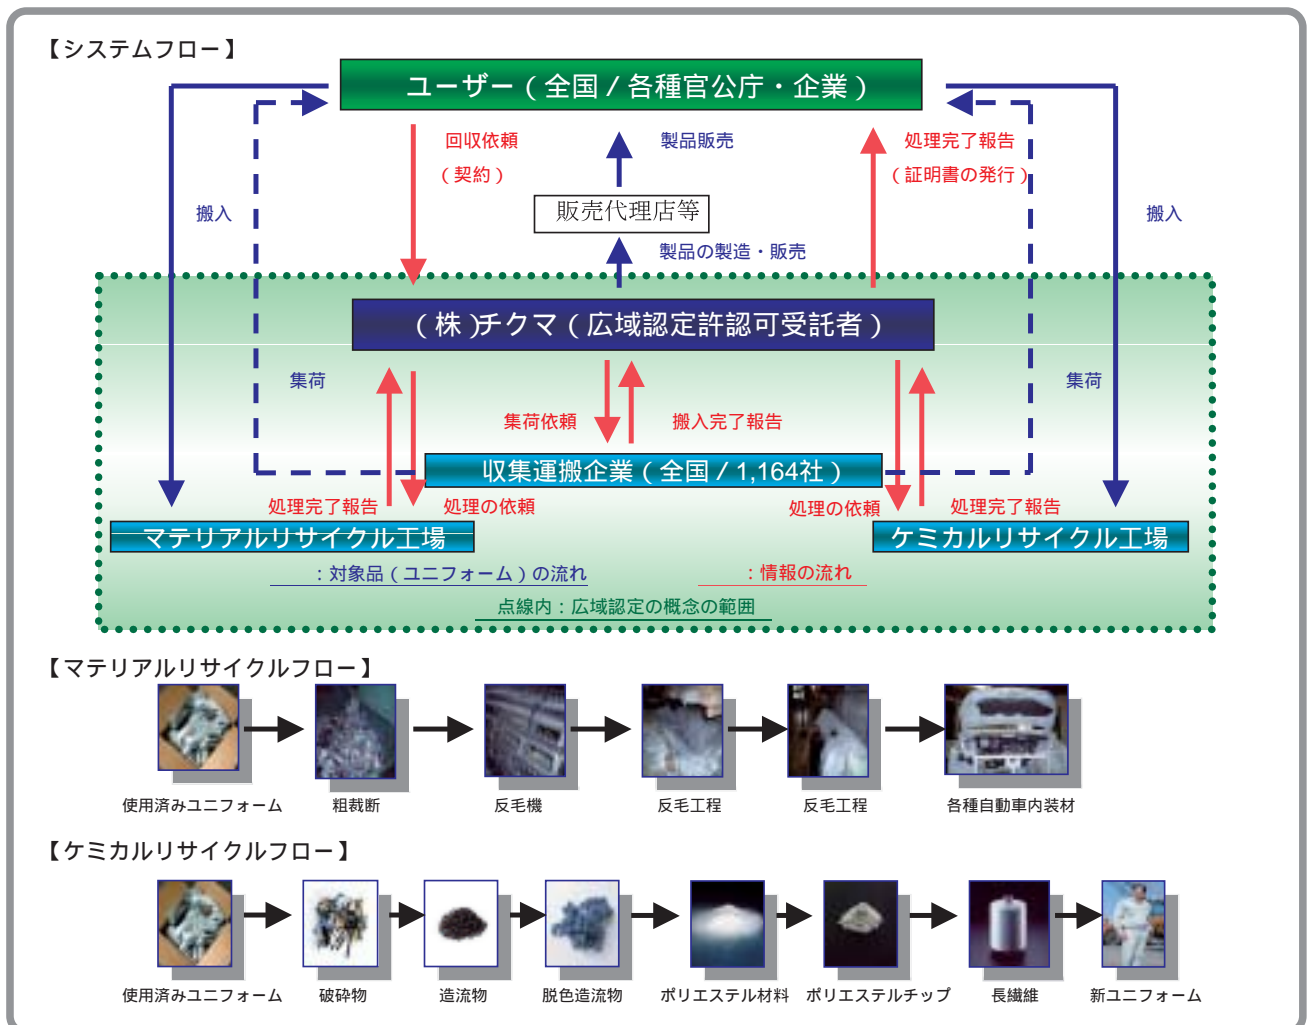 【システムフロー】
ユーザー（全国／各種官公庁・企業）
回収依頼
（契約）
製品販売
処理完了報告
（証明書の発行）
販売代理店等
搬入
搬入
製品の製造・販売
（株）チクマ（広域認定許認可受託者）
集荷
集荷
集荷依頼
搬入完了報告
収集運搬企業（全国／1,164社）
処理完了報告
処理の依頼
処理の依頼
処理完了報告
マテリアルリサイクル工場
ケミカルリサイクル工場
：対象品（ユニフォーム）の流れ
：情報の流れ
点線内：広域認定の概念の範囲
【マテリアルリサイクルフロー】
使用済みユニフォーム
粗裁断
反毛機
反毛工程
反毛工程
各種自動車内装材
【ケミカルリサイクルフロー】
使用済みユニフォーム
破砕物
造流物
脱色造流物
ポリエステル材料
ポリエステルチップ
長繊維
新ユニフォーム